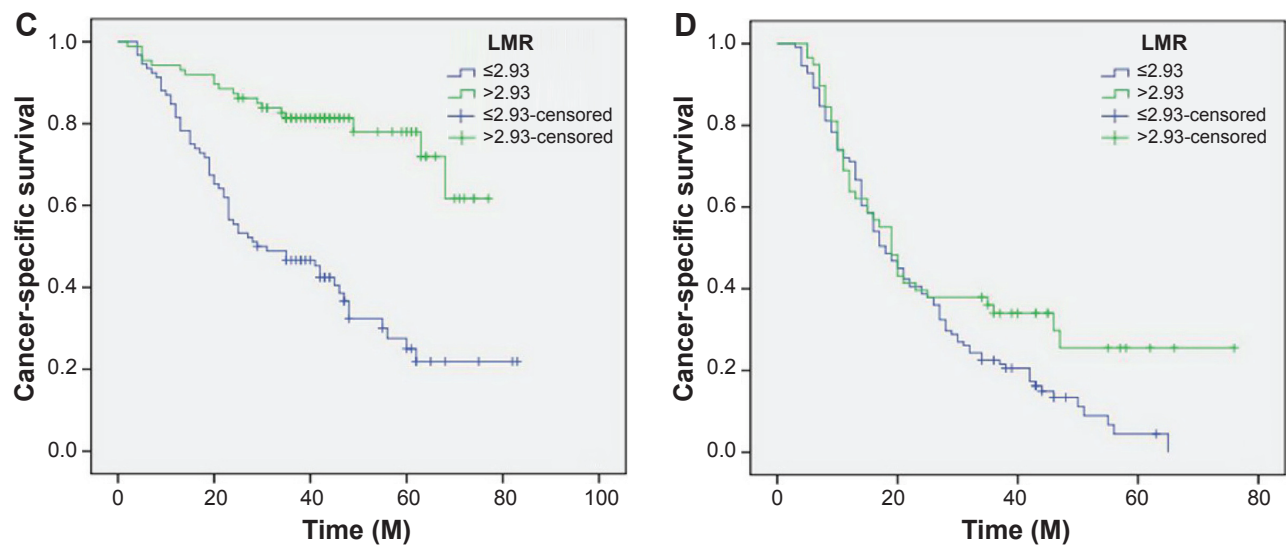 C
LMR
≤2.93
>2.93
≤2.93-censored
>2.93-censored
Cancer-specific survival
1.0
0.8
0.6
0.4
0.2
0.0
0 20 40 60 80 100
Time (M)
D
LMR
≤2.93
>2.93
≤2.93-censored
>2.93-censored
Cancer-specific survival
1.0
0.8
0.6
0.4
0.2
0.0
0 20 40 60 80
Time (M)